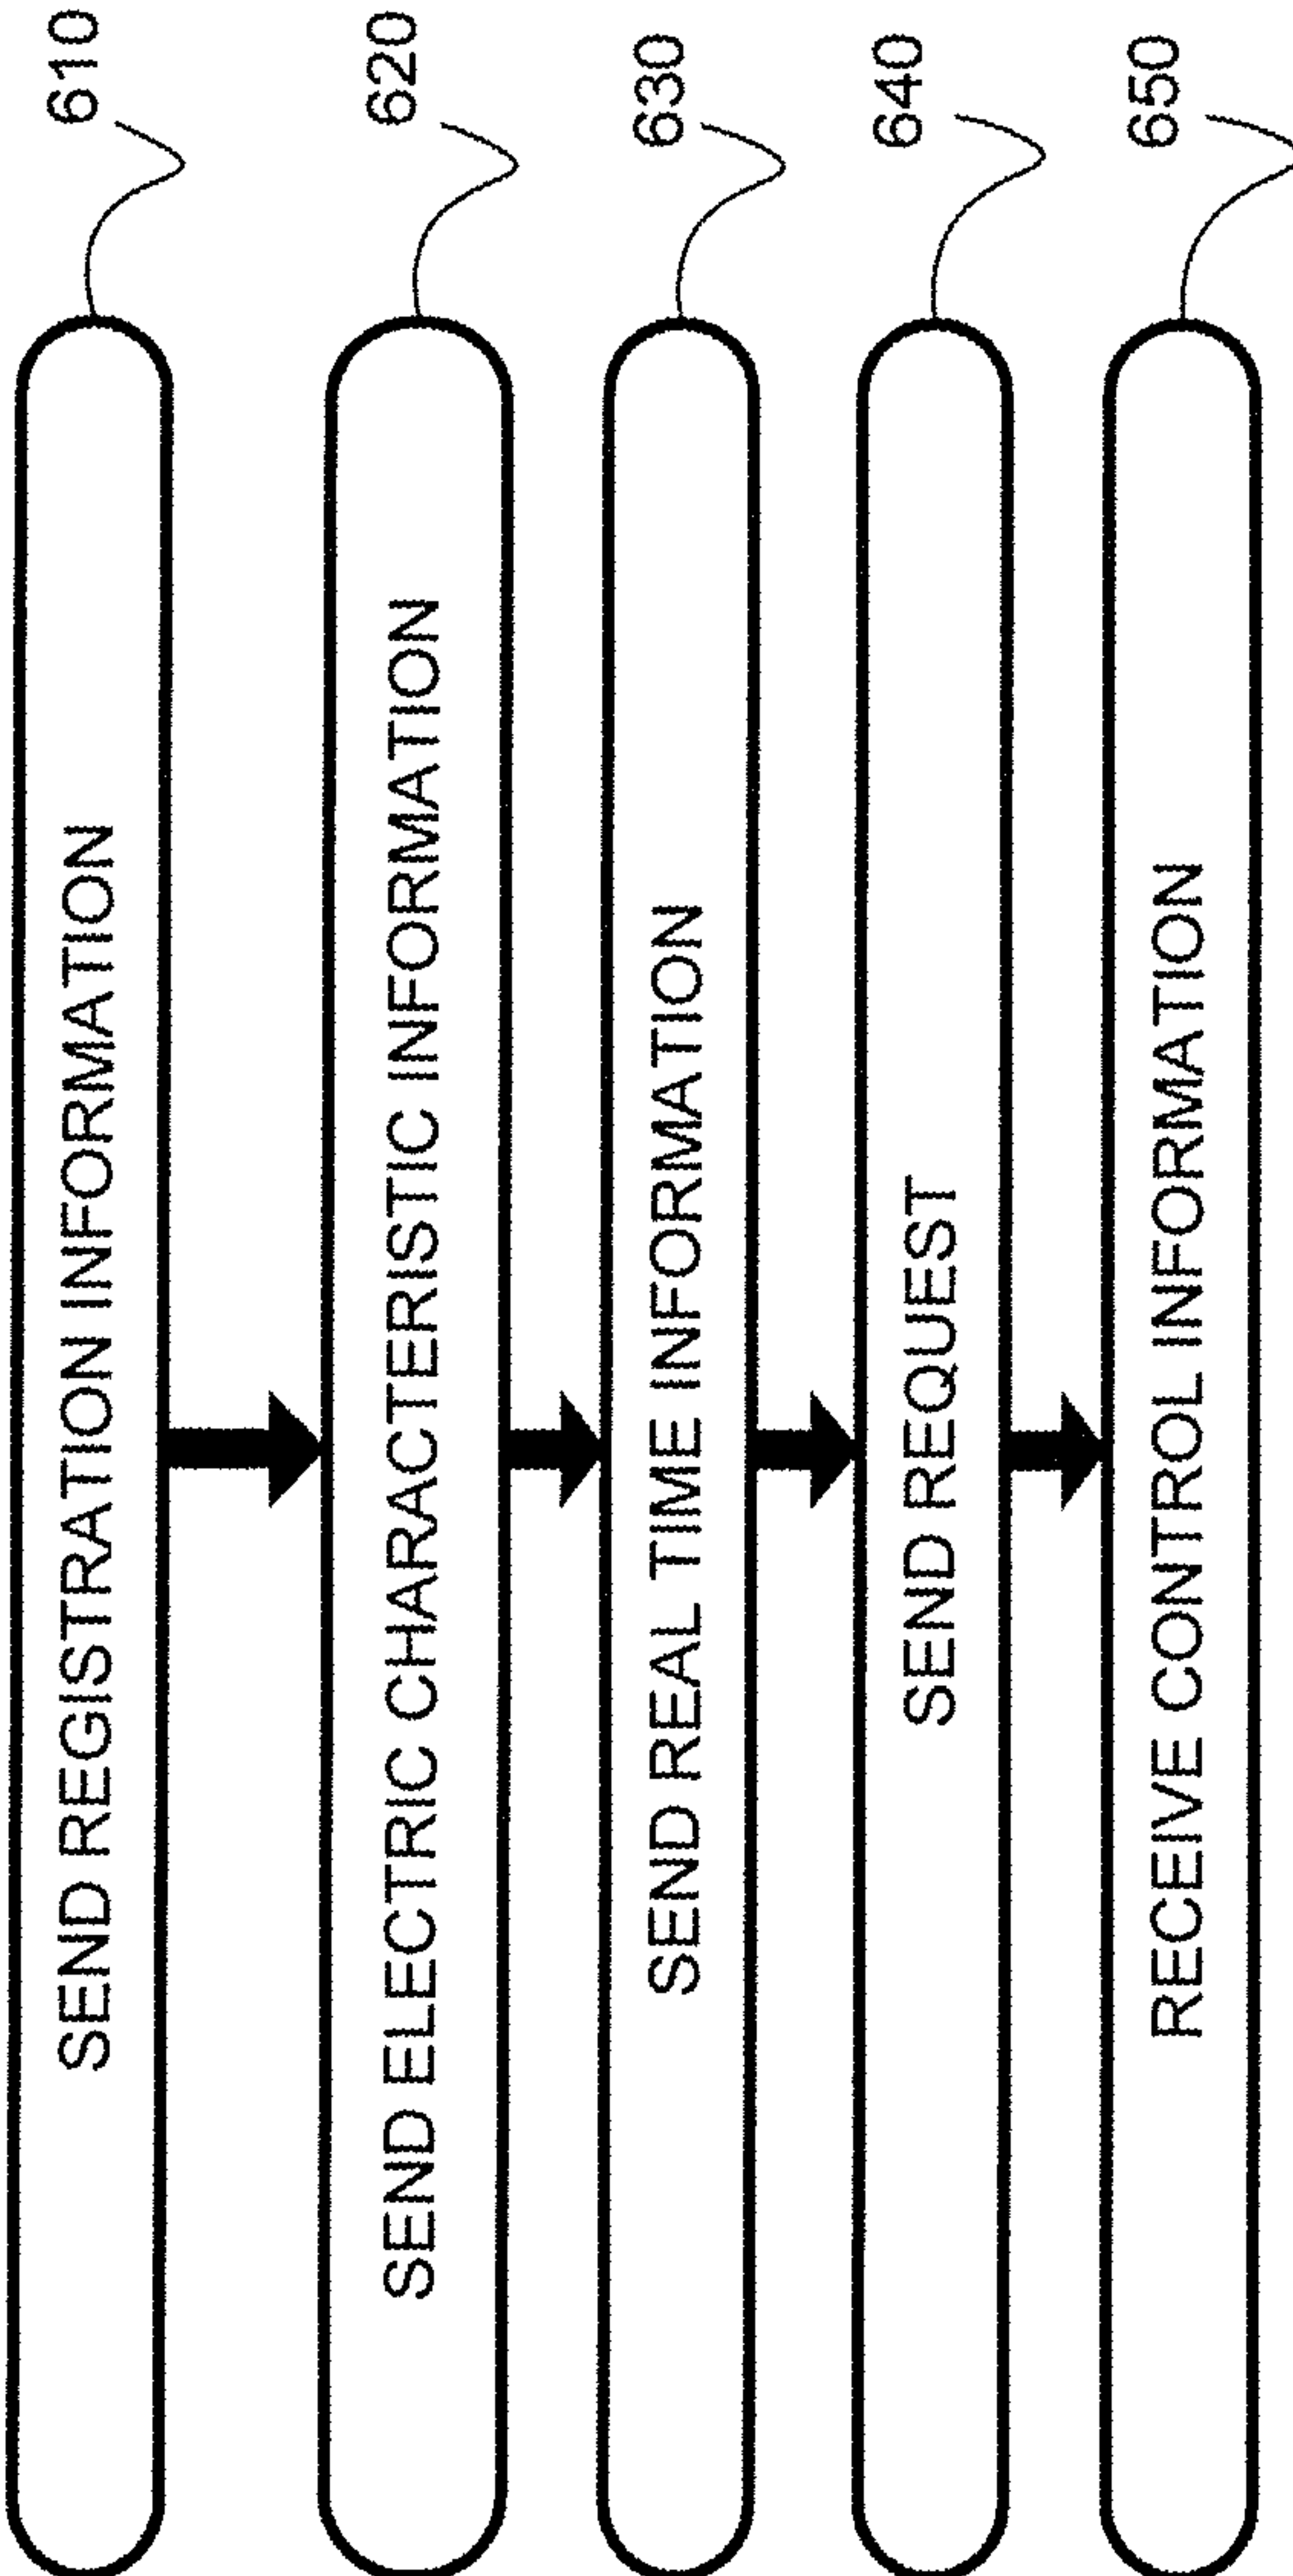 SEND REGISTRATION INFORMATION
610
SEND ELECTRIC CHARACTERISTIC INFORMATION
620
SEND REAL TIME INFORMATION
630
SEND REQUEST
640
RECEIVE CONTROL INFORMATION
650